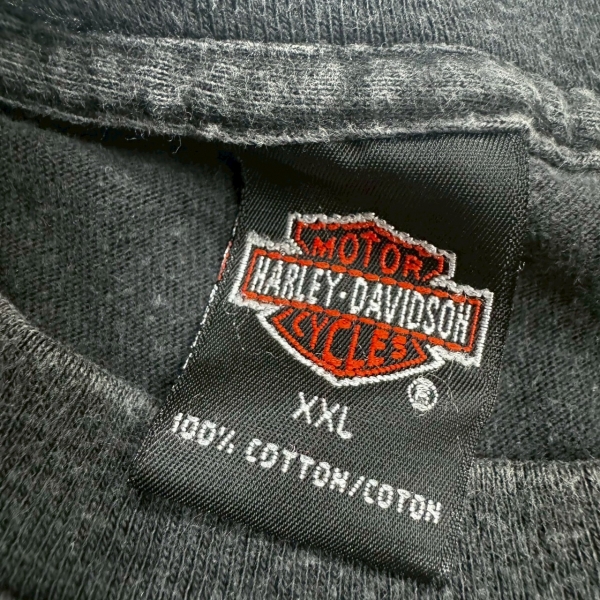 MOTOR
HARLEY-DAVIDSON
CYCLES
®
XXL
100% COTTON/COTON